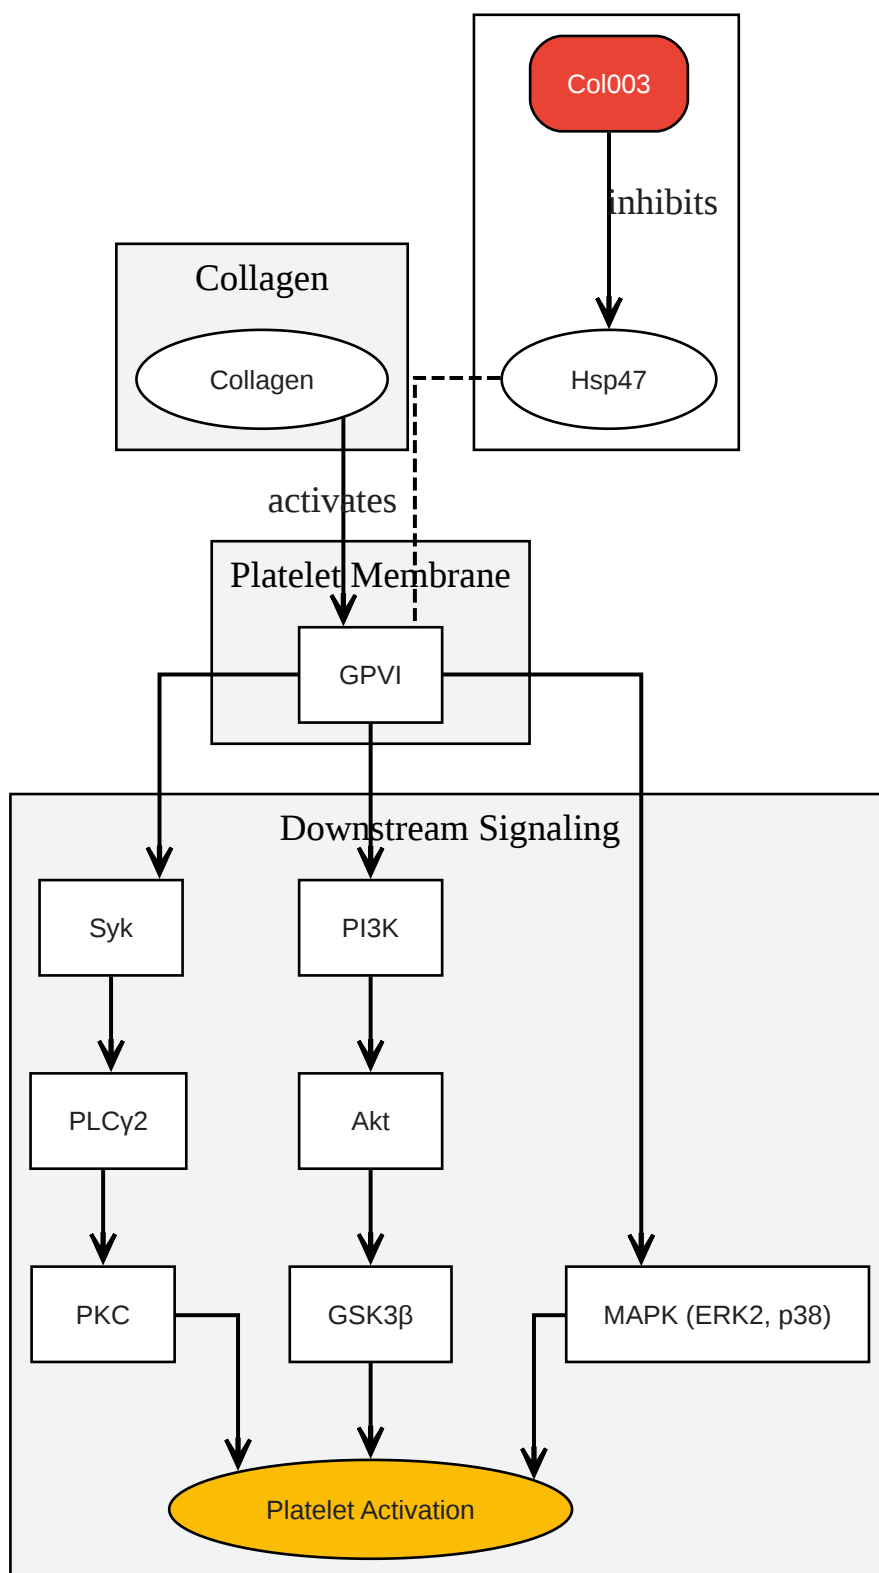 Col003
inhibits
Collagen
Collagen
Hsp47
activates
Platelet Membrane
GPVI
Downstream Signaling
Syk
PI3K
PLCγ2
Akt
PKC
GSK3β
MAPK (ERK2, p38)
Platelet Activation